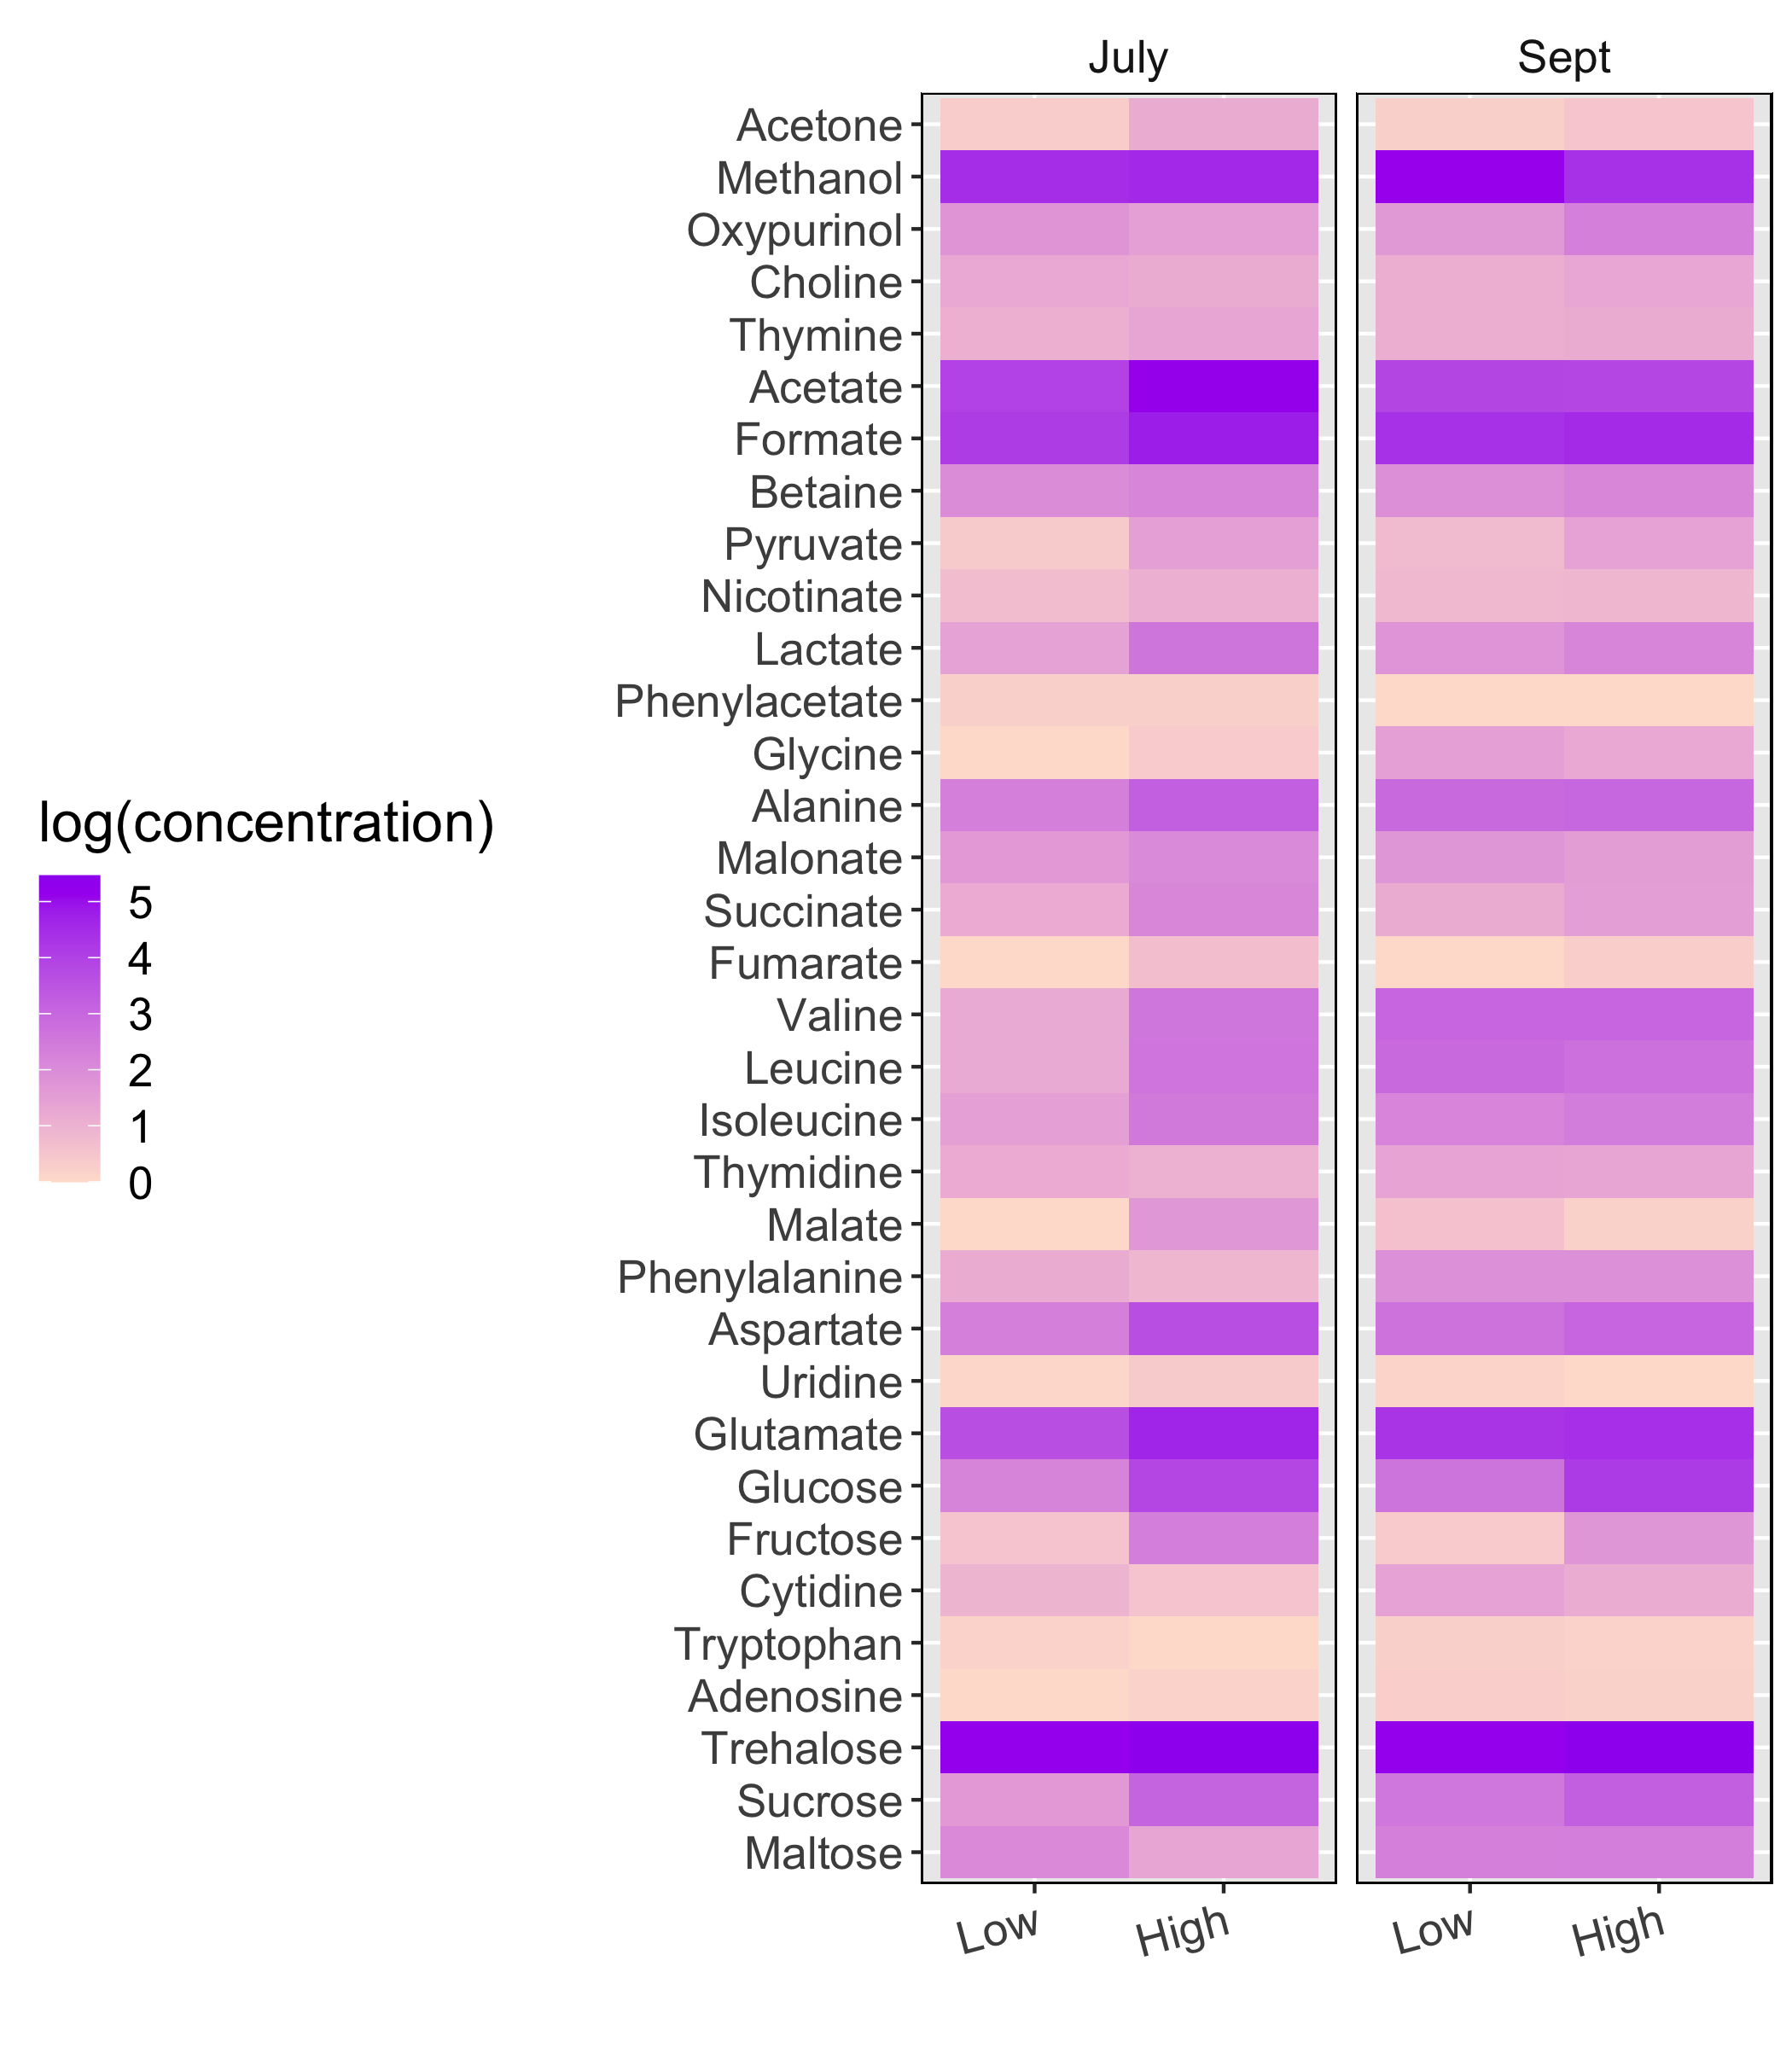 July
Sept
Acetone
Methanol
Oxypurinol
Choline
Thymine
Acetate
Formate
Betaine
Pyruvate
Nicotinate
Lactate
Phenylacetate
Glycine
Alanine
Malonate
Succinate
Fumarate
Valine
Leucine
Isoleucine
Thymidine
Malate
Phenylalanine
Aspartate
Uridine
Glutamate
Glucose
Fructose
Cytidine
Tryptophan
Adenosine
Trehalose
Sucrose
Maltose
Low
High
Low
High
log(concentration)
5
4
3
2
1
0